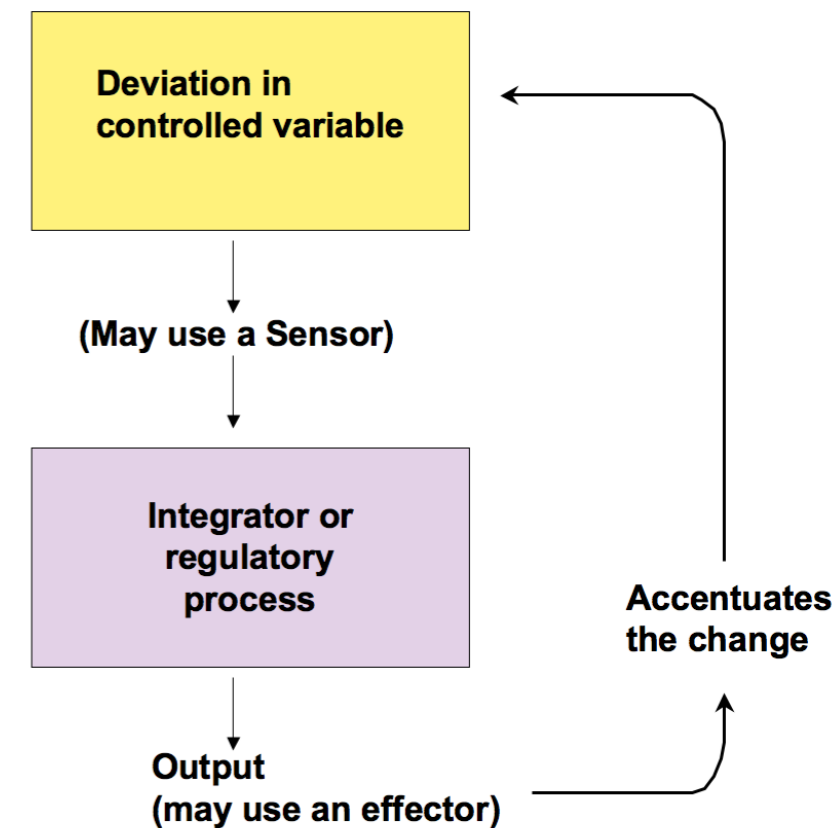 Deviation in
controlled variable
(May use a Sensor)
Integrator or
regulatory
process
Accentuates
the change
Output
(may use an effector)